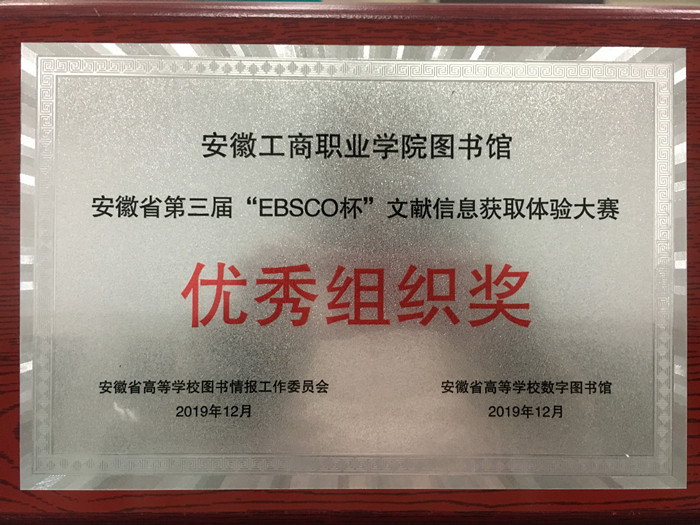 安徽工商职业学院图书馆
安徽省第三届“EBSCO杯”文献信息获取体验大赛
优秀组织奖
安徽省高等学校图书情报工作委员会
2019年12月
安徽省高等学校数字图书馆
2019年12月